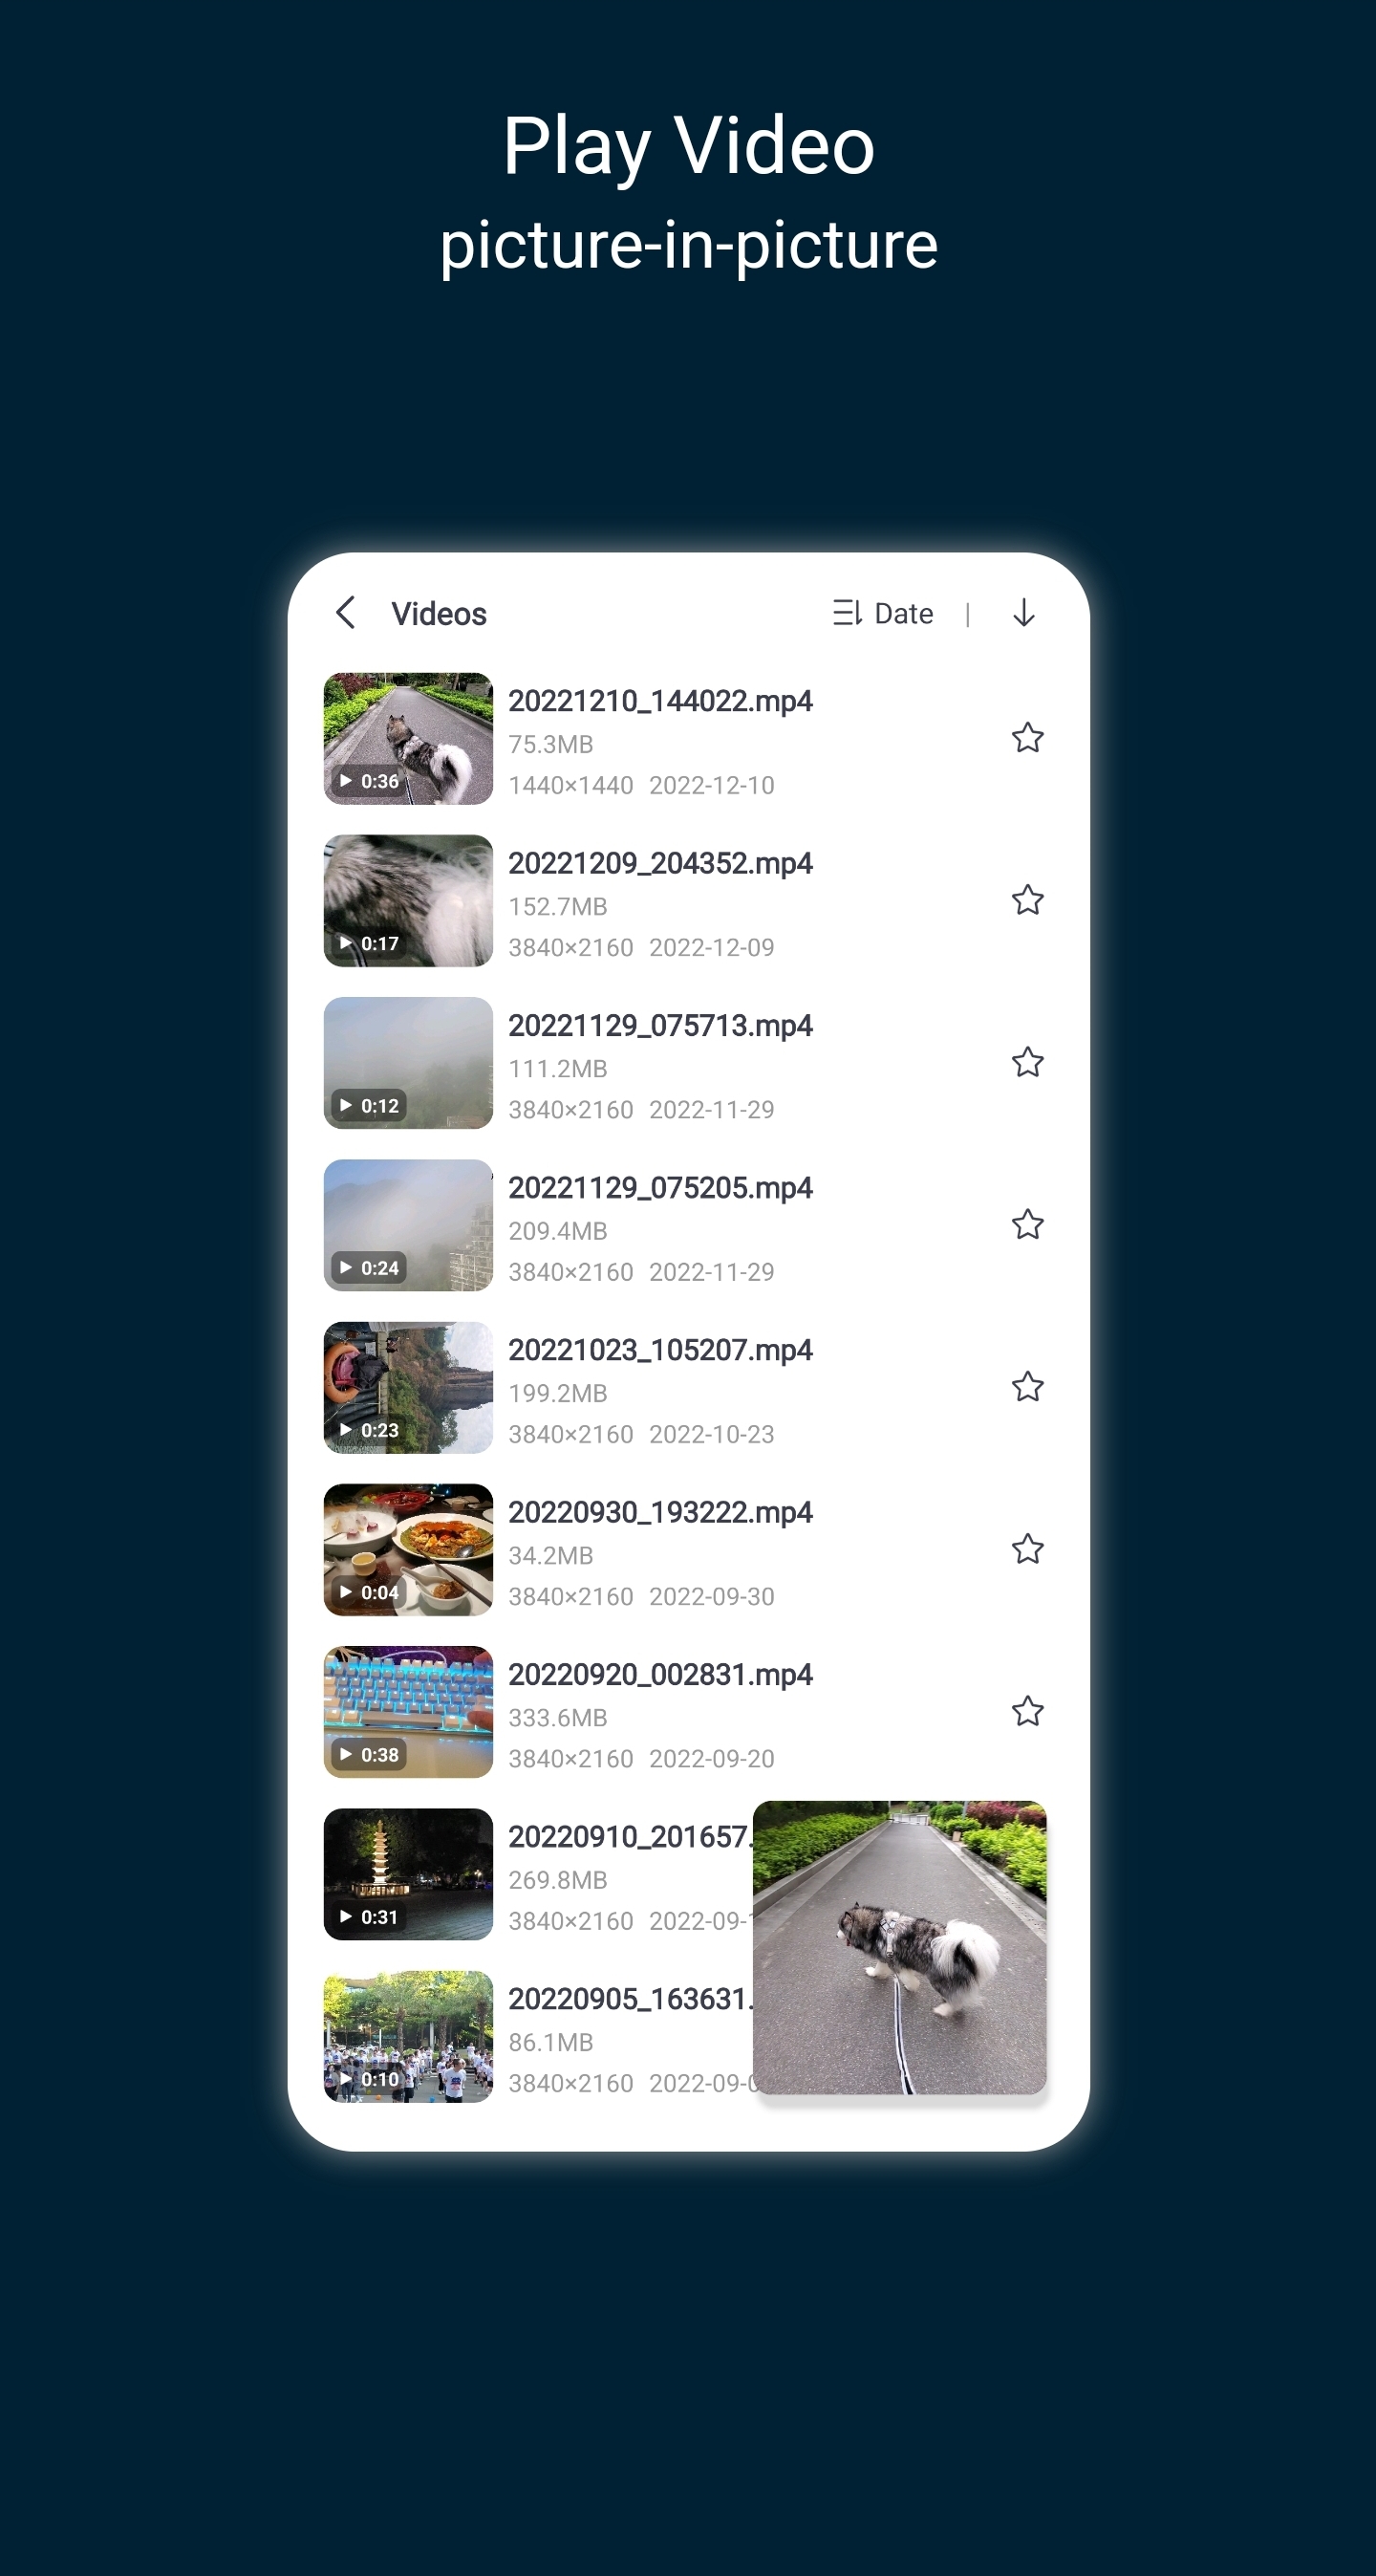 Play Video
picture-in-picture
Videos
Date |
20221210_144022.mp4
75.3MB
0:36
1440×1440 2022-12-10
20221209_204352.mp4
152.7MB
0:17
3840×2160 2022-12-09
20221129_075713.mp4
111.2MB
0:12
3840×2160 2022-11-29
20221129_075205.mp4
209.4MB
0:24
3840×2160 2022-11-29
20221023_105207.mp4
199.2MB
0:23
3840×2160 2022-10-23
20220930_193222.mp4
34.2MB
0:04
3840×2160 2022-09-30
20220920_002831.mp4
333.6MB
0:38
3840×2160 2022-09-20
20220910_201657.
269.8MB
0:31
3840×2160 2022-09-
20220905_163631.
86.1MB
0:10
3840×2160 2022-09-0